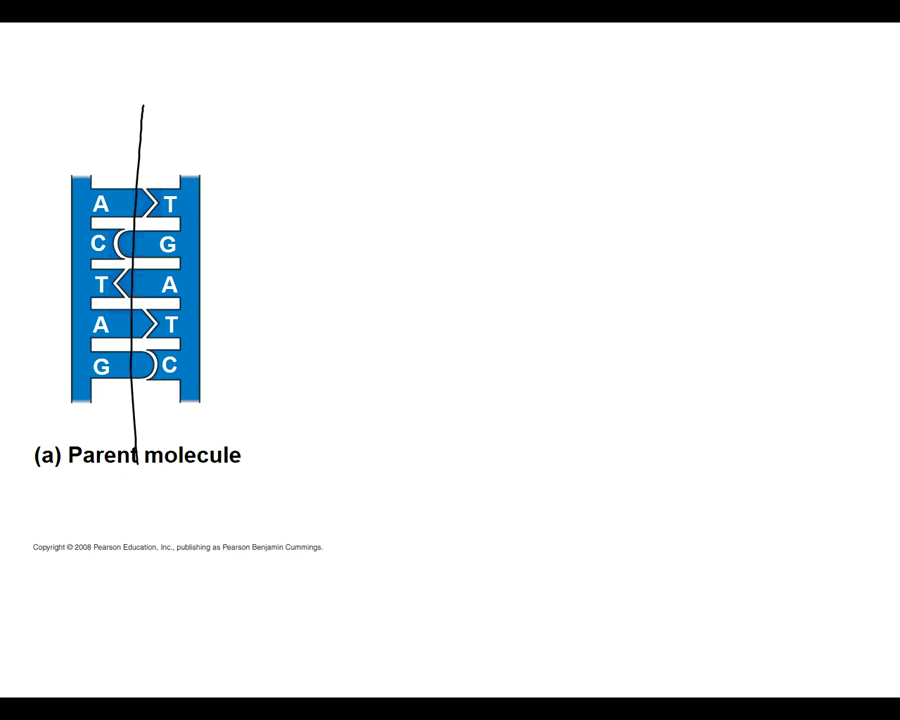 A T
C G
T A
A T
G C
(a) Parent molecule
Copyright © 2008 Pearson Education, Inc., publishing as Pearson Benjamin Cummings.